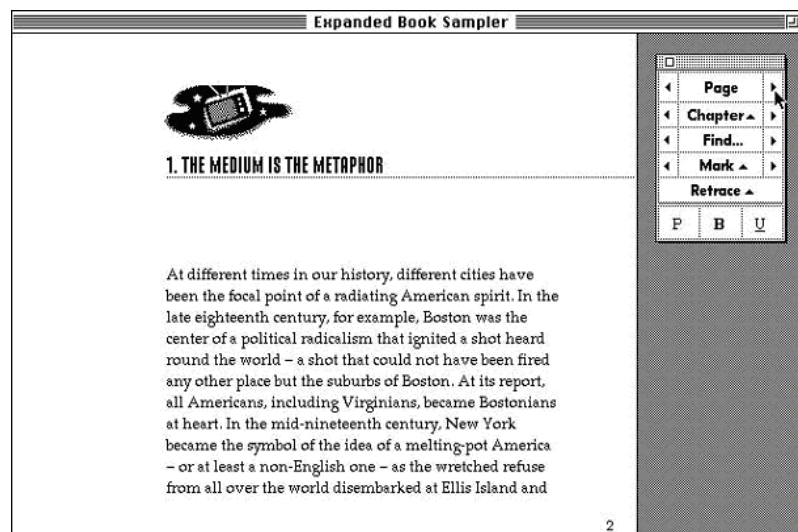 Expanded Book Sampler
1. THE MEDIUM IS THE METAPHOR
At different times in our history, different cities have
been the focal point of a radiating American spirit. In the
late eighteenth century, for example, Boston was the
center of a political radicalism that ignited a shot heard
round the world – a shot that could not have been fired
any other place but the suburbs of Boston. At its report,
all Americans, including Virginians, became Bostonians
at heart. In the mid-nineteenth century, New York
became the symbol of the idea of a melting-pot America
– or at least a non-English one – as the wretched refuse
from all over the world disembarked at Ellis Island and
2
Page
Chapter
Find...
Mark
Retrace
P B U